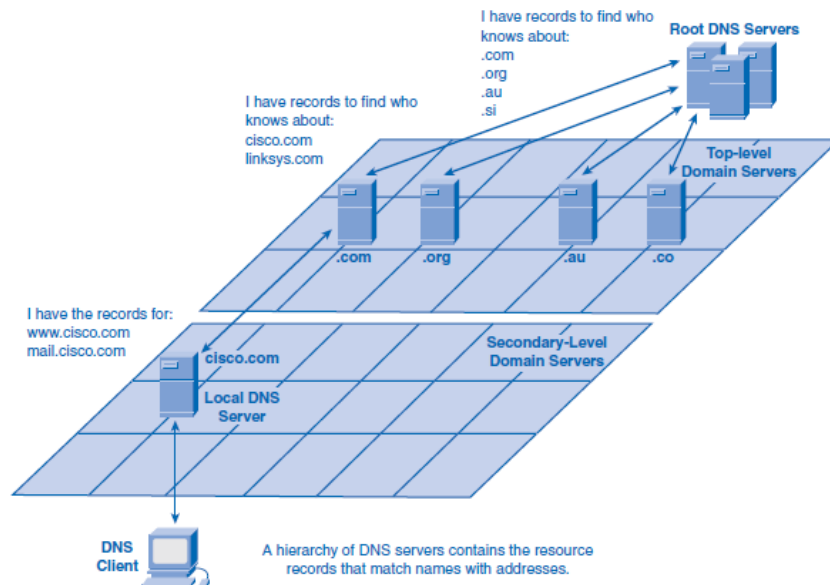 I have records to find who
knows about:
.com
.org
.au
.si
Root DNS Servers
I have records to find who
knows about:
cisco.com
linksys.com
Top-level
Domain Servers
.com
.org
.au
.co
I have the records for:
www.cisco.com
mail.cisco.com
cisco.com
Secondary-Level
Domain Servers
Local DNS
Server
DNS
Client
A hierarchy of DNS servers contains the resource
records that match names with addresses.